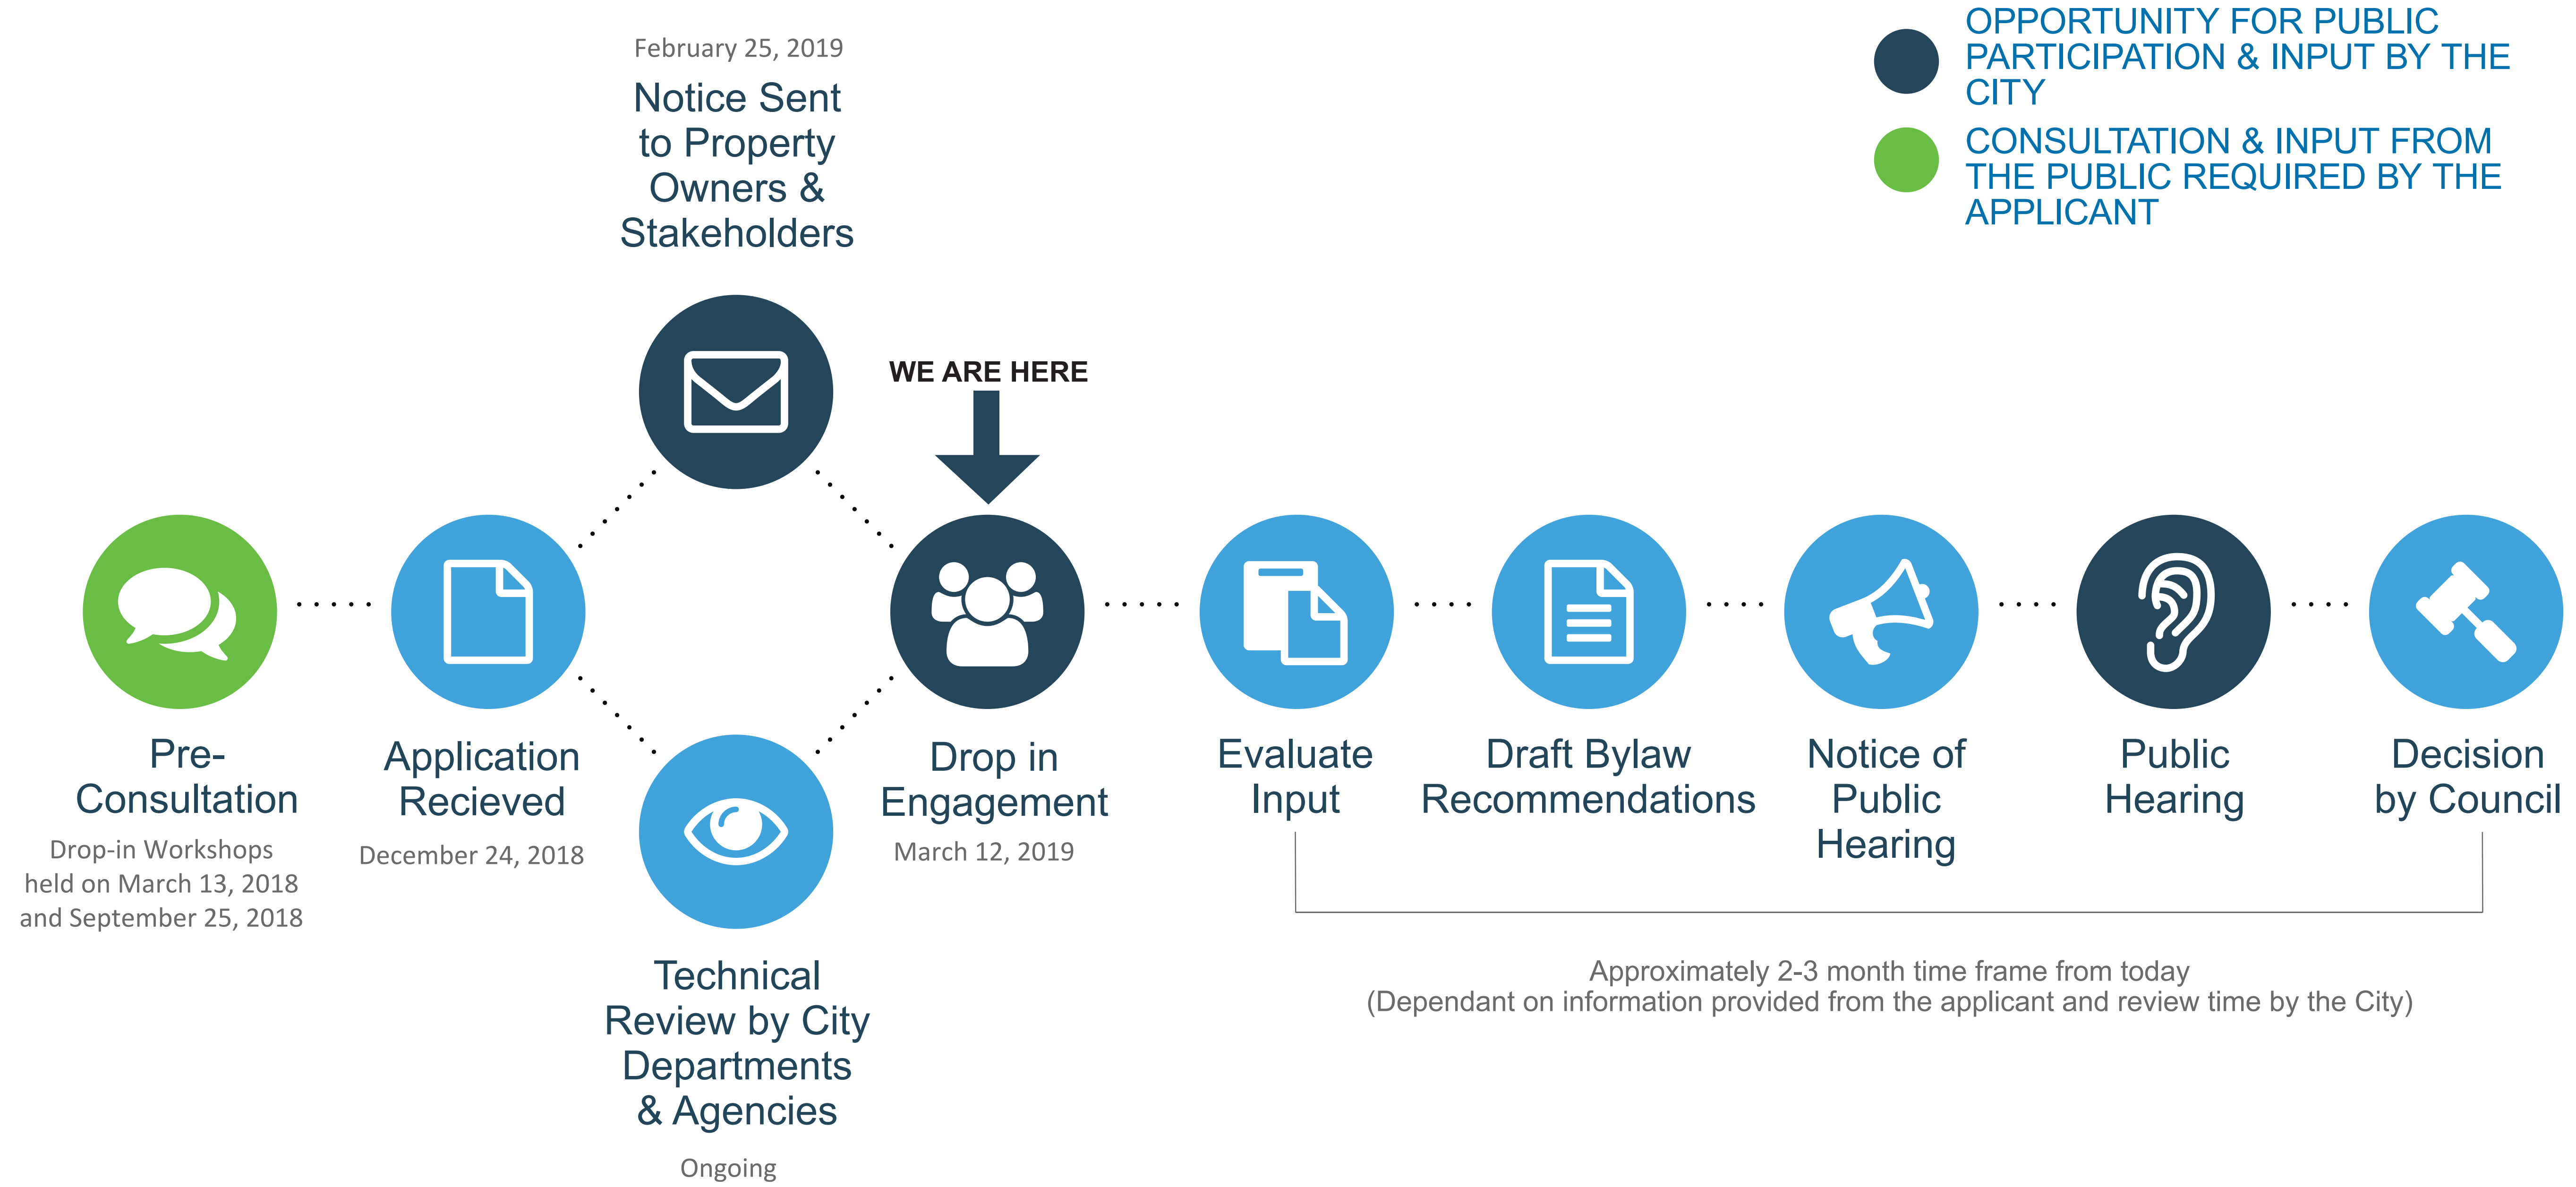 OPPORTUNITY FOR PUBLIC
PARTICIPATION & INPUT BY THE
CITY
CONSULTATION & INPUT FROM
THE PUBLIC REQUIRED BY THE
APPLICANT
February 25, 2019
Notice Sent
to Property
Owners &
Stakeholders
WE ARE HERE
Pre-
Consultation
Drop-in Workshops
held on March 13, 2018
and September 25, 2018
Application
Recieved
December 24, 2018
Technical
Review by City
Departments
& Agencies
Ongoing
Drop in
Engagement
March 12, 2019
Evaluate
Input
Draft Bylaw
Recommendations
Notice of
Public
Hearing
Public
Hearing
Decision
by Council
Approximately 2-3 month time frame from today
(Dependant on information provided from the applicant and review time by the City)